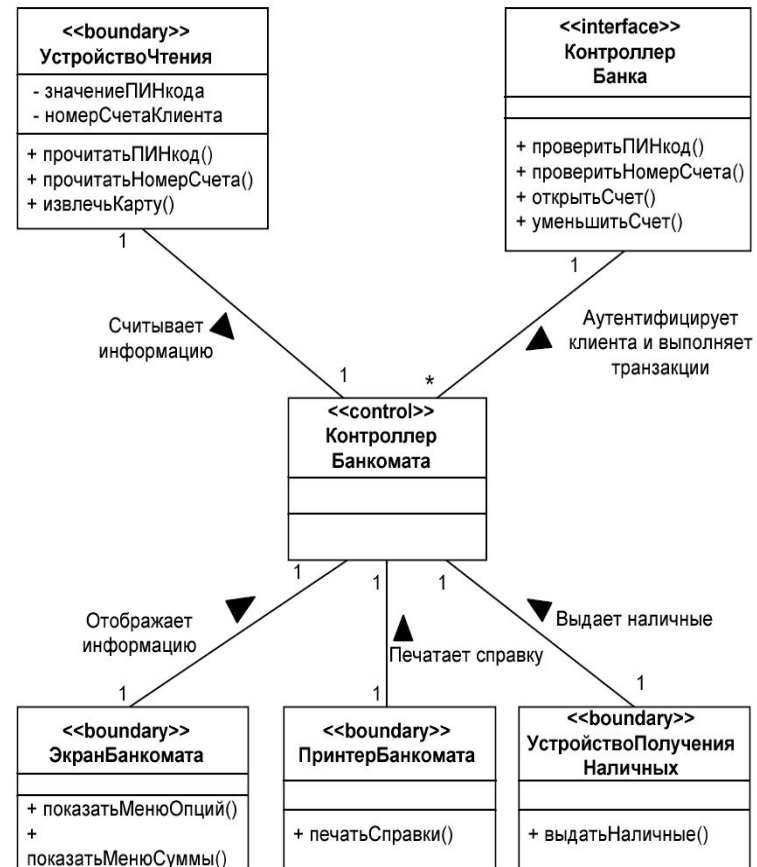 <<boundary>>
УстройствоЧтения
- значениеПИНкода
- номерСчетаКлиента
+ прочитатьПИНкод()
+ прочитатьНомерСчета()
+ извлечьКарту()
<<interface>>
Контроллер
Банка
+ проверитьПИНкод()
+ проверитьНомерСчета()
+ открытьСчет()
+ уменьшитьСчет()
1
1
Считывает
информацию
Аутентифицирует
клиента и выполняет
транзакции
1
*
<<control>>
Контроллер
Банкомата
1
1
1
Отображает
информацию
Печатает справку
Выдает наличные
1
1
1
<<boundary>>
ЭкранБанкомата
+ показатьМенюОпций()
+
показатьМенюСуммы()
<<boundary>>
ПринтерБанкомата
+ печатьСправки()
<<boundary>>
УстройствоПолучения
Наличных
+ выдатьНаличные()